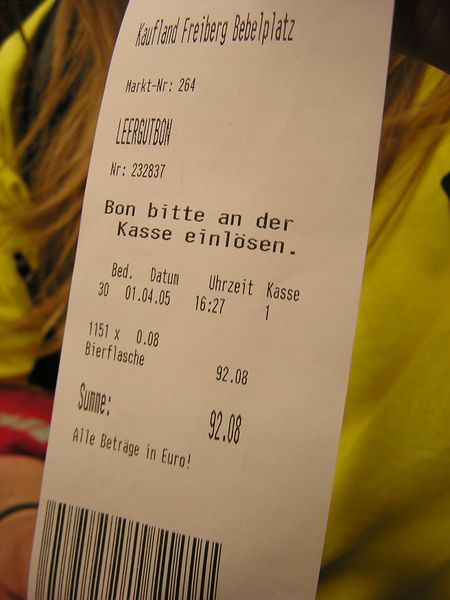 Kaufland Freiberg Bebelplatz
Markt-Nr: 264
LEERGUTBON
Nr: 232837
Bon bitte an der
Kasse einlösen.
Bed. Datum Uhrzeit Kasse
30 01.04.05 16:27 1
1151 x 0.08
Bierflasche 92.08
Summe: 92.08
Alle Beträge in Euro!